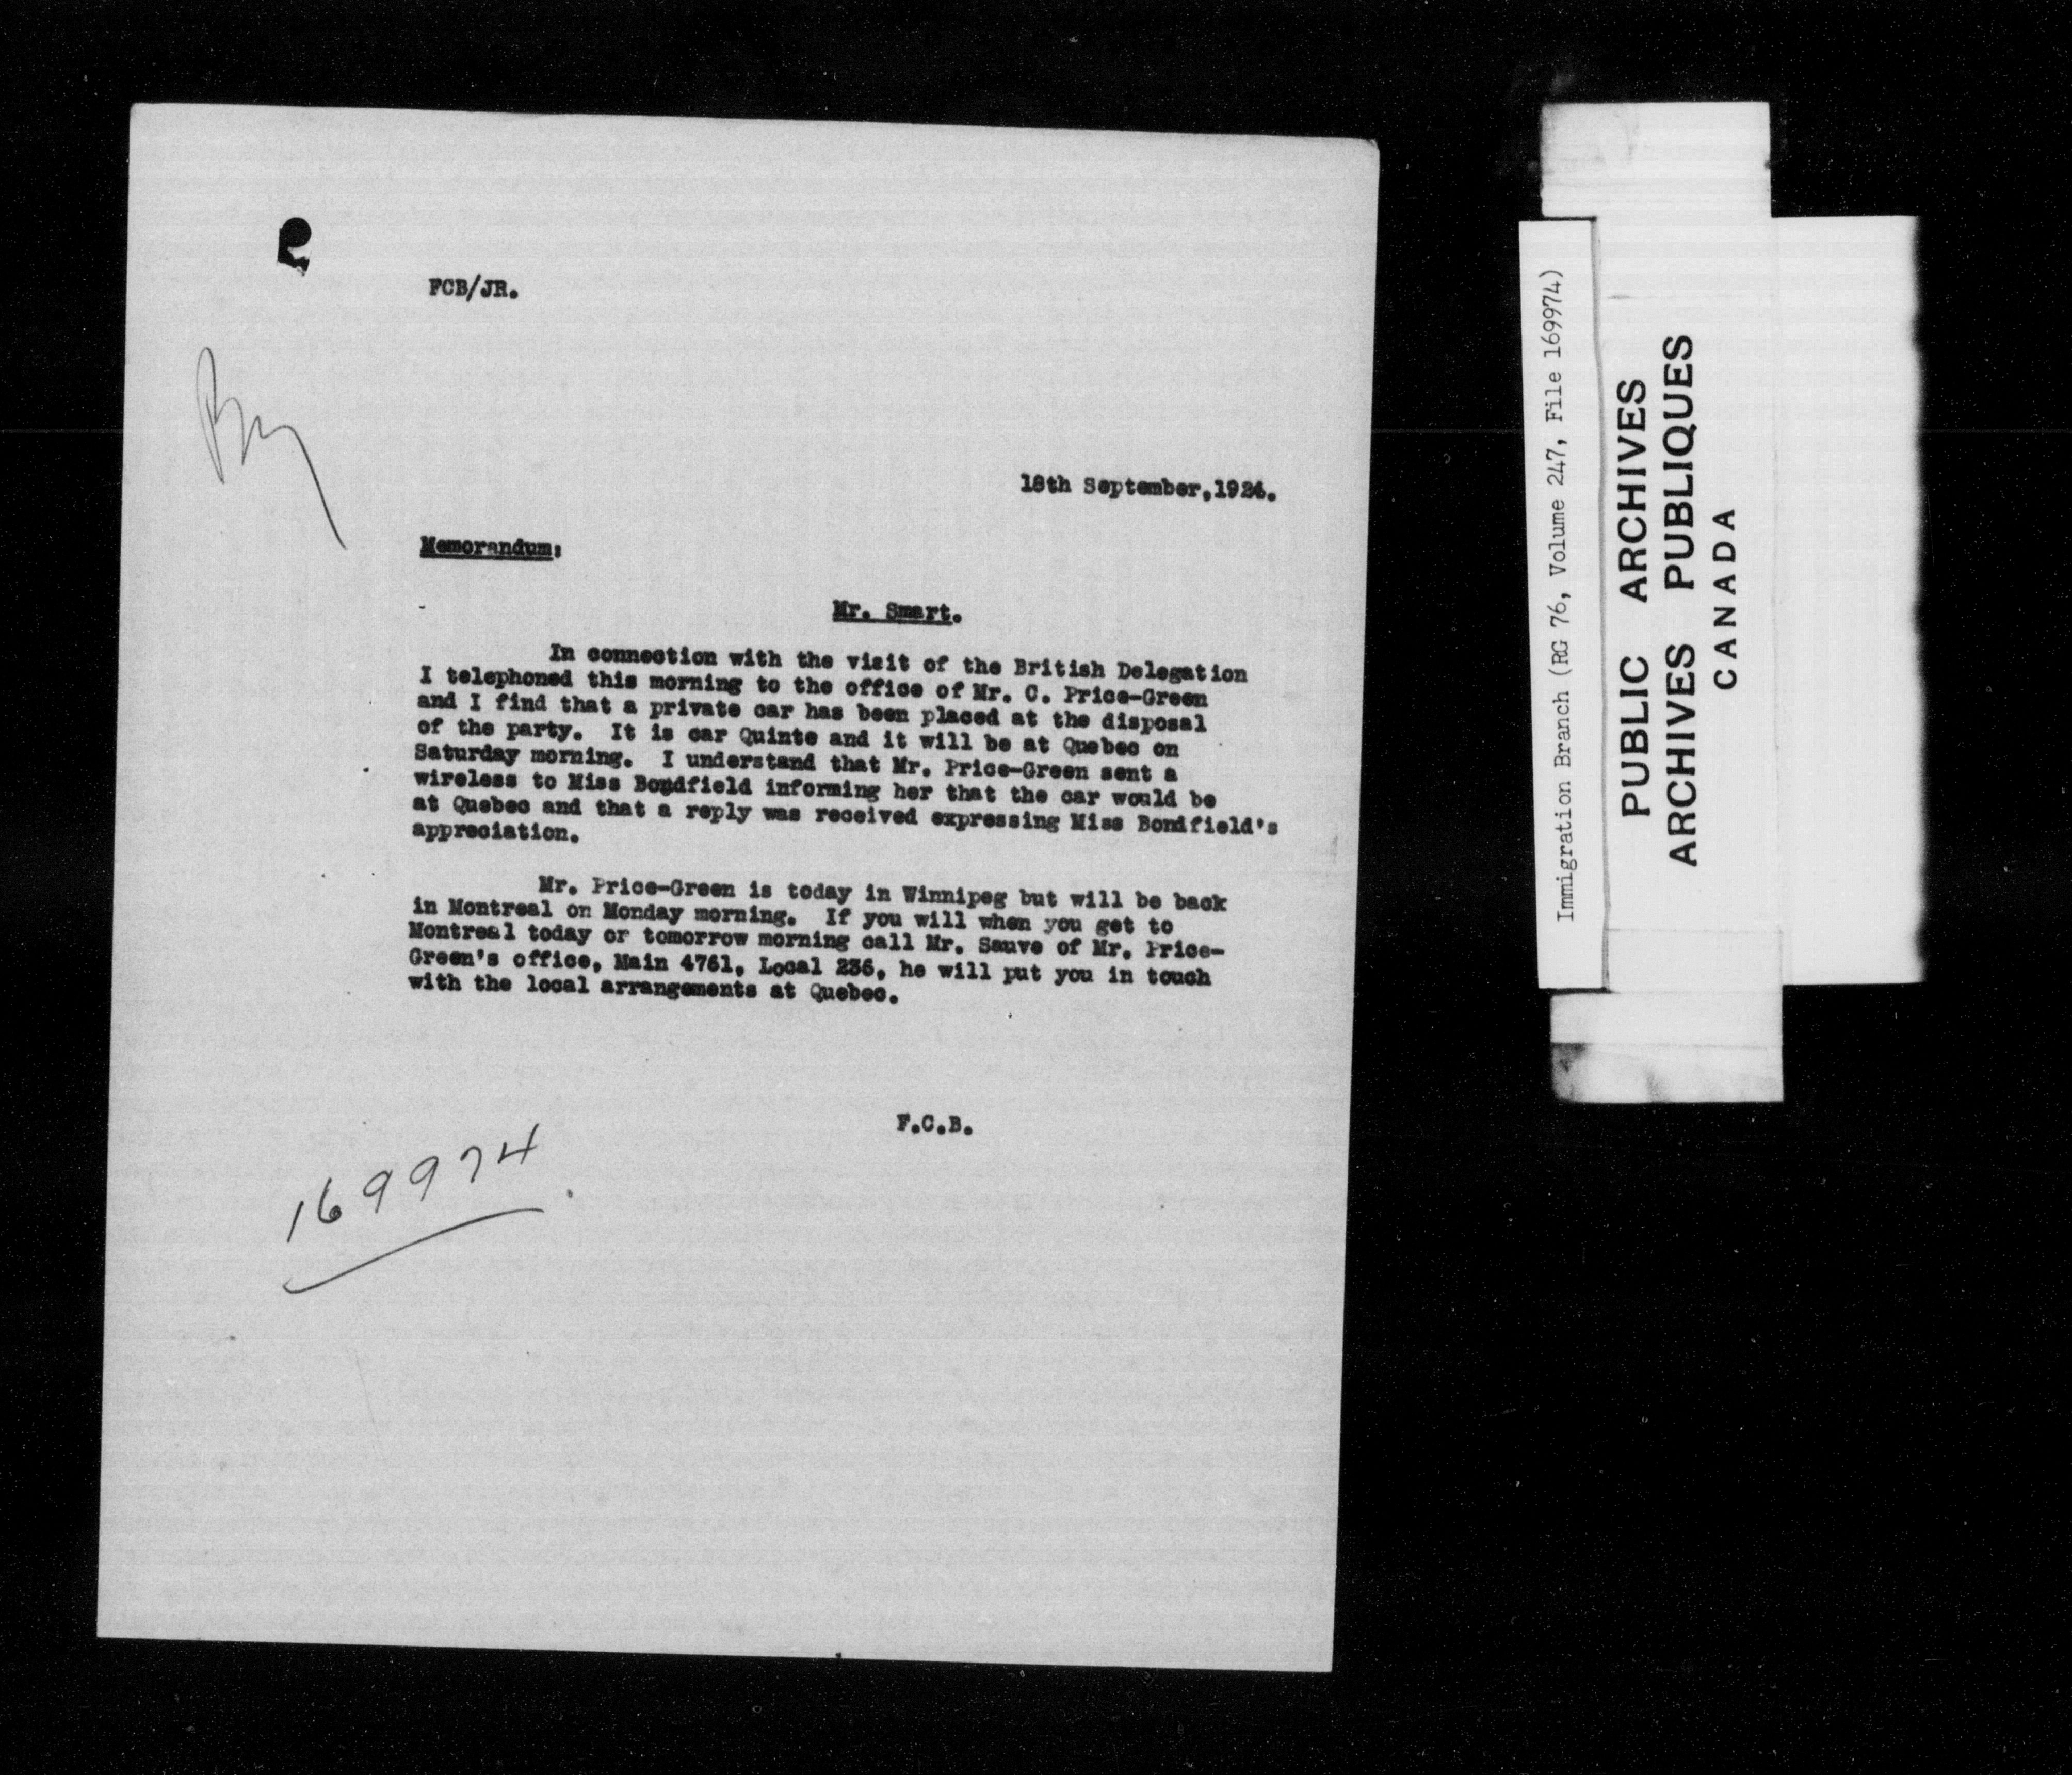 FCB/JR.
18th September, 1924.
Memorandum:
Mr. Smart.
In connection with the visit of the British Delegation
I telephoned this morning to the office of Mr. C. Price-Green
and I find that a private car has been placed at the disposal
of the party. It is car Quinte and it will be at Quebec on
Saturday morning. I understand that Mr. Price-Green sent a
wireless to Miss Bondfield informing her that the car would be
at Quebec and that a reply was received expressing Miss Bondfield's
appreciation.
Mr. Price-Green is today in Winnipeg but will be back
in Montreal on Monday morning. If you will when you get to
Montreal today or tomorrow morning call Mr. Sauve of Mr. Price-
Green's office, Main 4761, Local 236, he will put you in touch
with the local arrangements at Quebec.
F.C.B.
169974
Immigration Branch (RG 76, Volume 247, File 169974)
PUBLIC ARCHIVES
ARCHIVES PUBLIQUES
CANADA